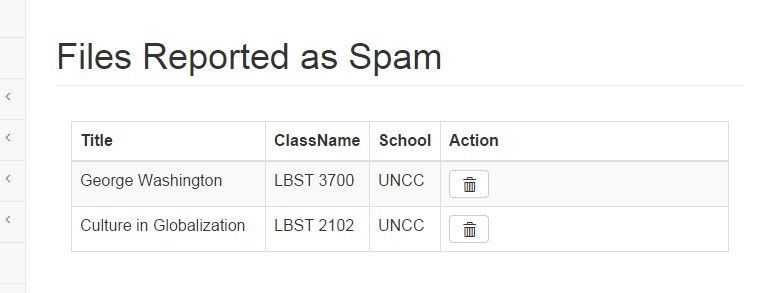 Files Reported as Spam
Title ClassName School Action
George Washington LBST 3700 UNCC
Culture in Globalization LBST 2102 UNCC